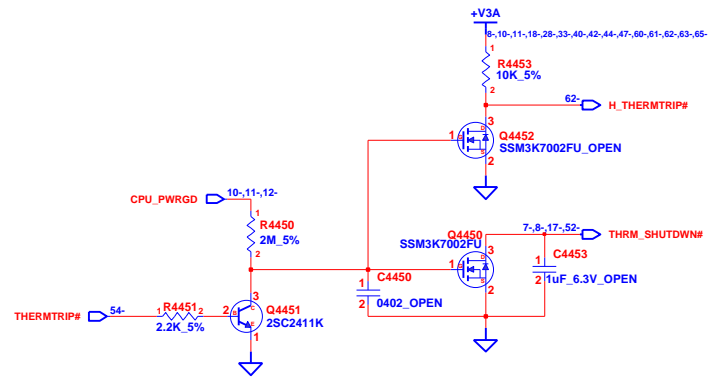 +V3A
8-,10-,11-,18-,28-,33-,40-,42-,44-,47-,60-,61-,62-,63-,65-
1
R4453
10K_5%
2
62-
H_THERMTRIP#
3
D
Q4452
1
G
SSM3K7002FU_OPEN
S
2
CPU_PWRGD
10-,11-,12-
1
R4450
2M_5%
2
Q4450
7-,8-,17-,52-
THRM_SHUTDWN#
SSM3K7002FU
3
D
C4453
1
G
1
C4450
1
2
1uF_6.3V_OPEN
S
2
2
0402_OPEN
3
C
Q4451
THERMTRIP#
54-
1
R4451
2
2
B
2SC2411K
2.2K_5%
E
1